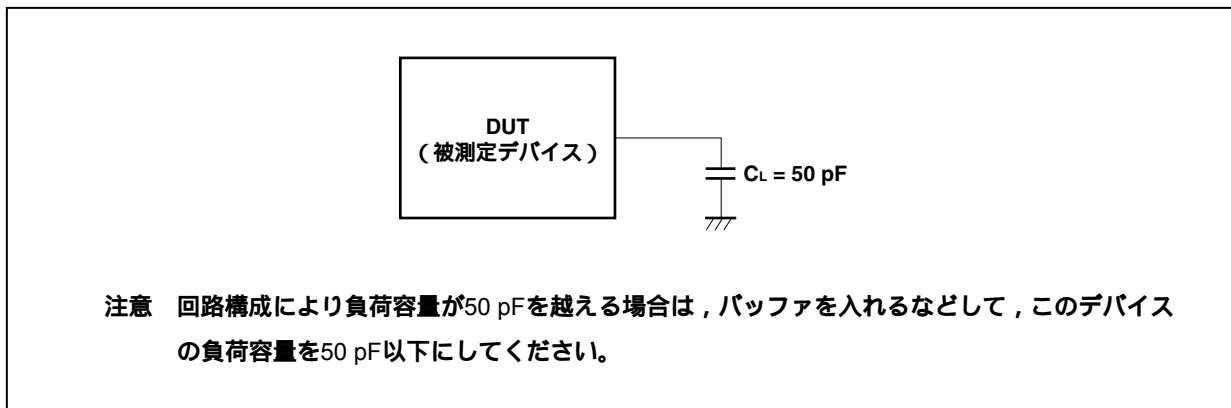 DUT
（被測定デバイス）
CL = 50 pF
注意　回路構成により負荷容量が50 pFを越える場合は，バッファを入れるなどして，このデバイス
の負荷容量を50 pF以下にしてください。